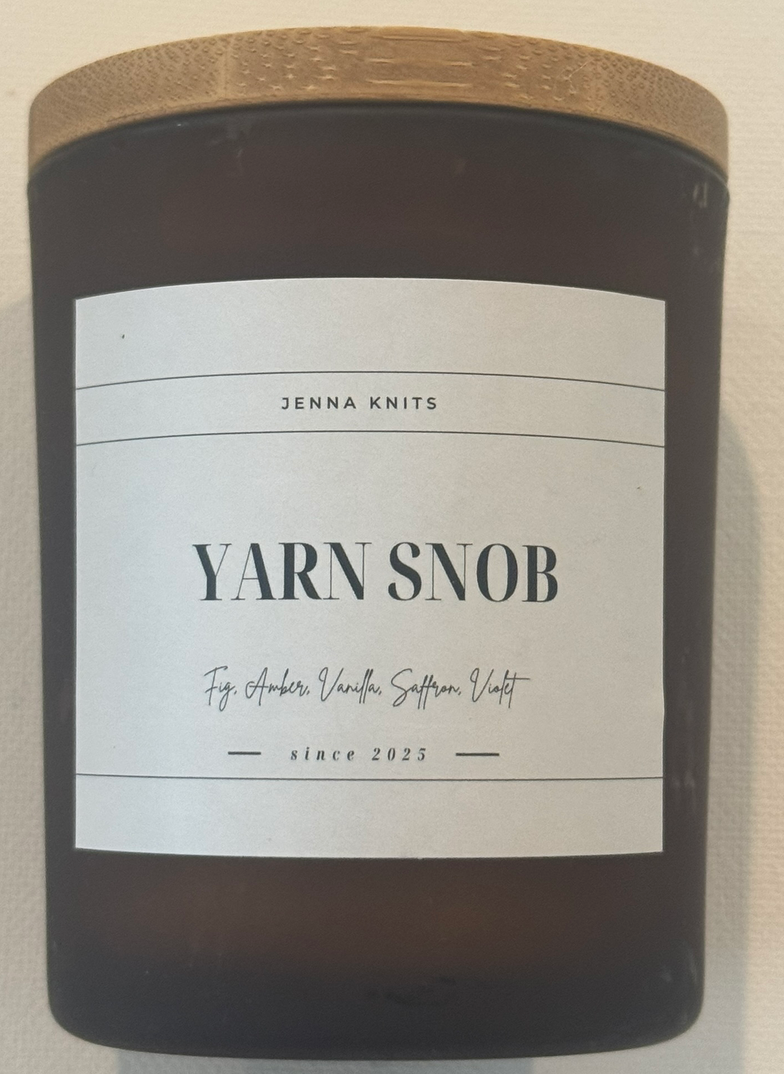 JENNA KNITS
YARN SNOB
Fig, Amber, Vanilla, Saffron, Violet
since 2025